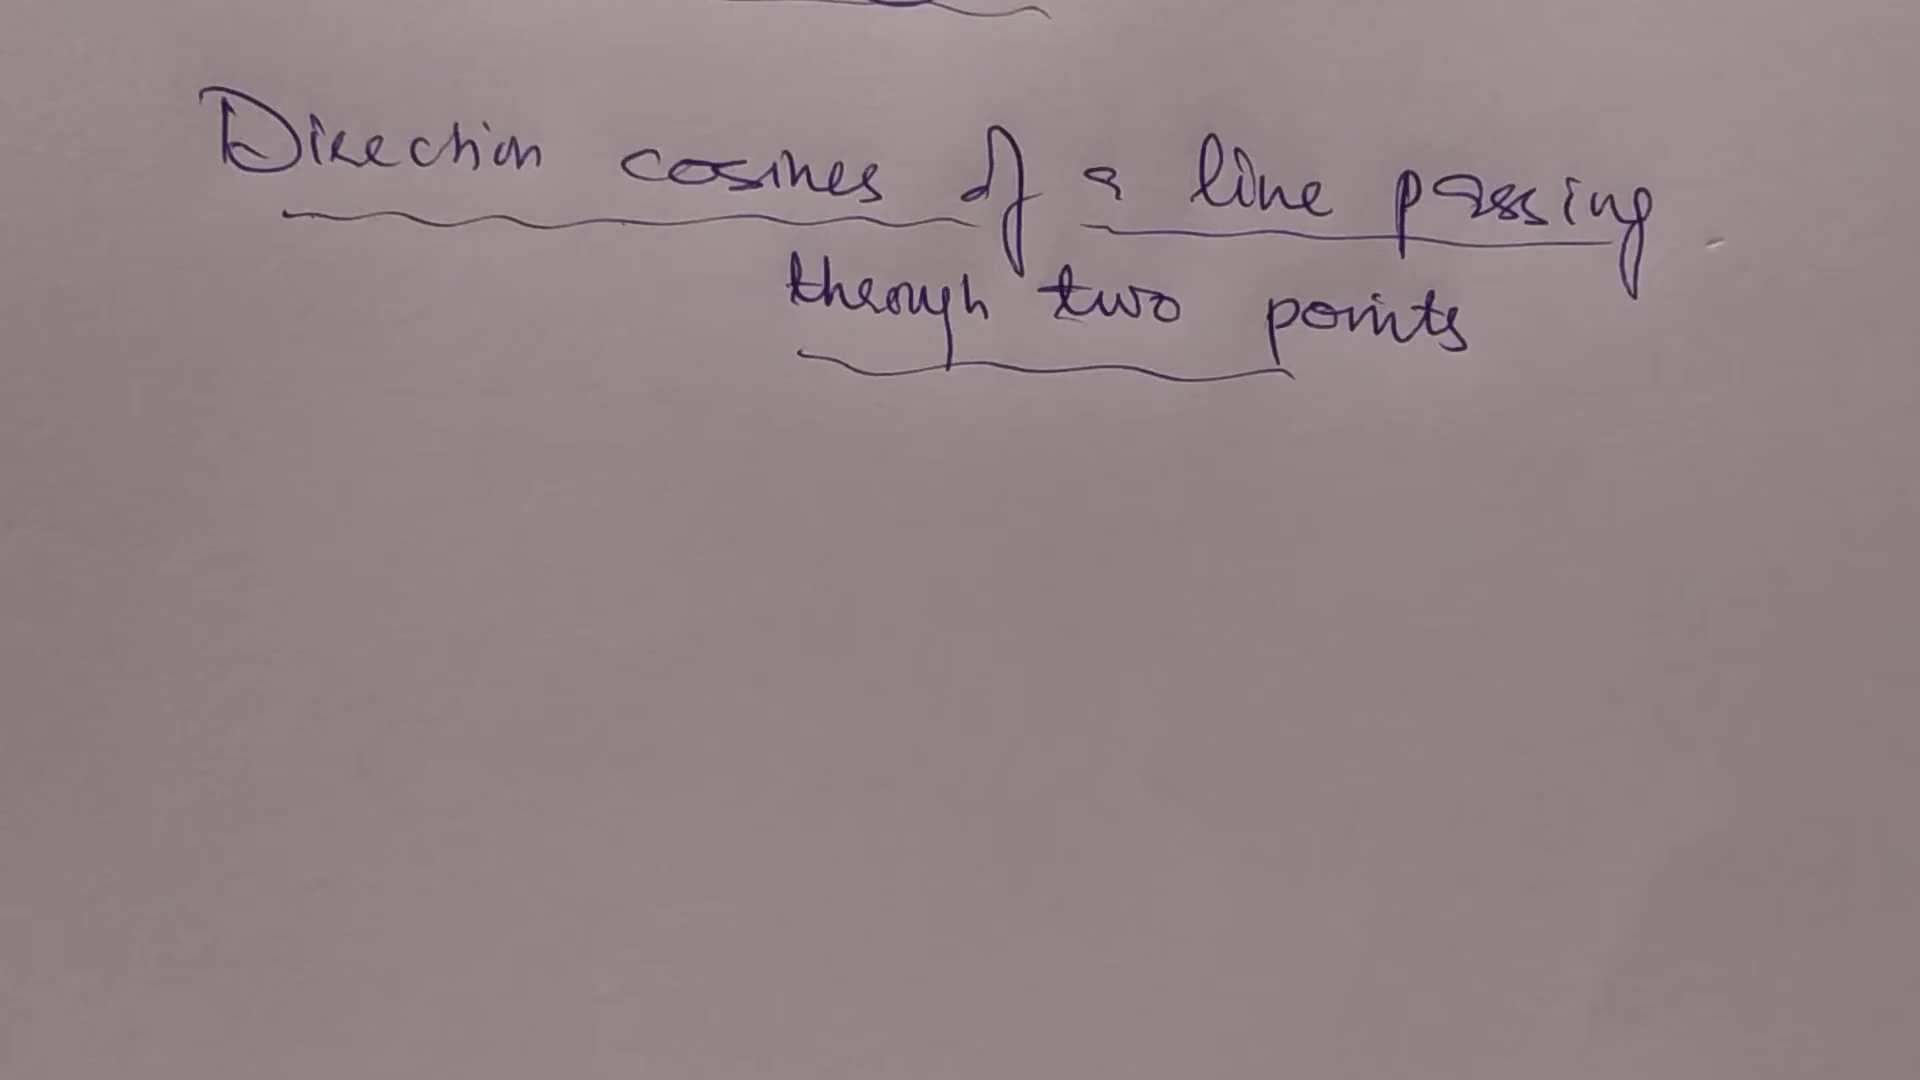 Direction cosines of a line passing
through two points